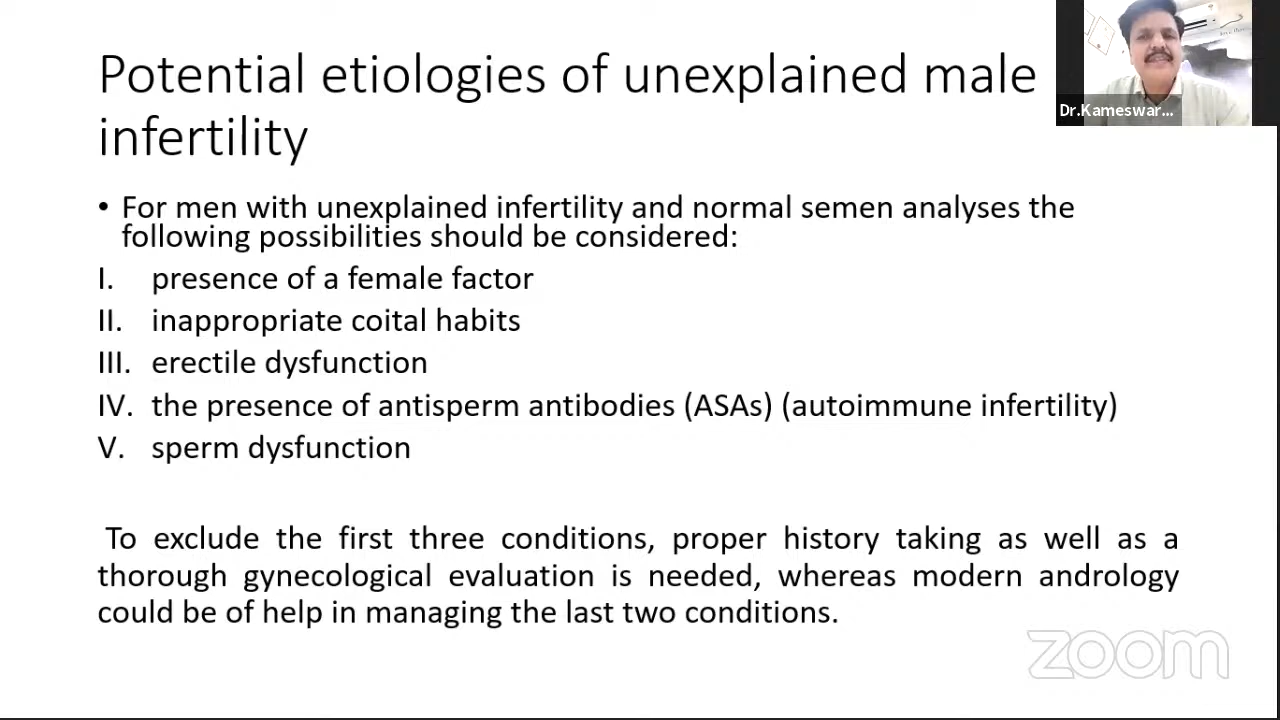 Potential etiologies of unexplained male
infertility
Dr.Kameswar...
• For men with unexplained infertility and normal semen analyses the
following possibilities should be considered:
I. presence of a female factor
II. inappropriate coital habits
III. erectile dysfunction
IV. the presence of antisperm antibodies (ASAs) (autoimmune infertility)
V. sperm dysfunction
To exclude the first three conditions, proper history taking as well as a
thorough gynecological evaluation is needed, whereas modern andrology
could be of help in managing the last two conditions.
zoom